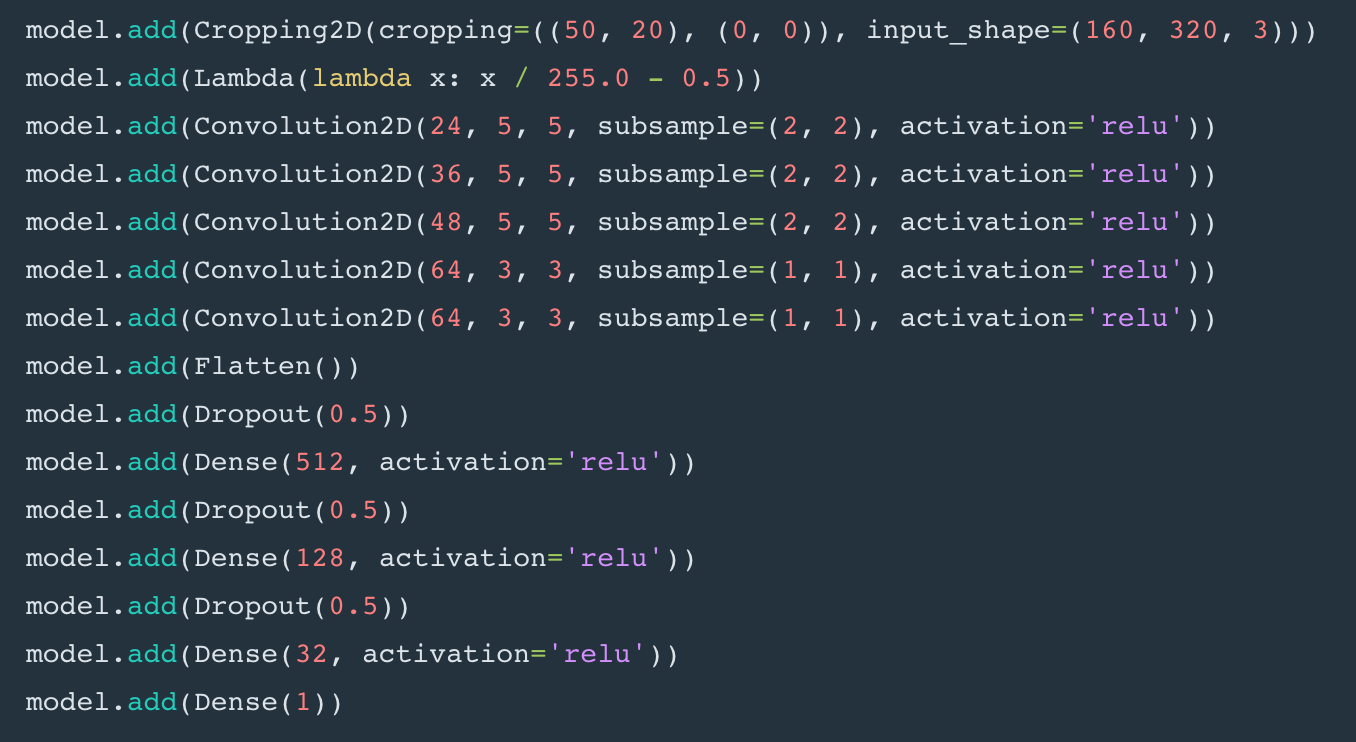 model.add(Cropping2D(cropping=((50, 20), (0, 0)), input_shape=(160, 320, 3)))
model.add(Lambda(lambda x: x / 255.0 - 0.5))
model.add(Convolution2D(24, 5, 5, subsample=(2, 2), activation='relu'))
model.add(Convolution2D(36, 5, 5, subsample=(2, 2), activation='relu'))
model.add(Convolution2D(48, 5, 5, subsample=(2, 2), activation='relu'))
model.add(Convolution2D(64, 3, 3, subsample=(1, 1), activation='relu'))
model.add(Convolution2D(64, 3, 3, subsample=(1, 1), activation='relu'))
model.add(Flatten())
model.add(Dropout(0.5))
model.add(Dense(512, activation='relu'))
model.add(Dropout(0.5))
model.add(Dense(128, activation='relu'))
model.add(Dropout(0.5))
model.add(Dense(32, activation='relu'))
model.add(Dense(1))